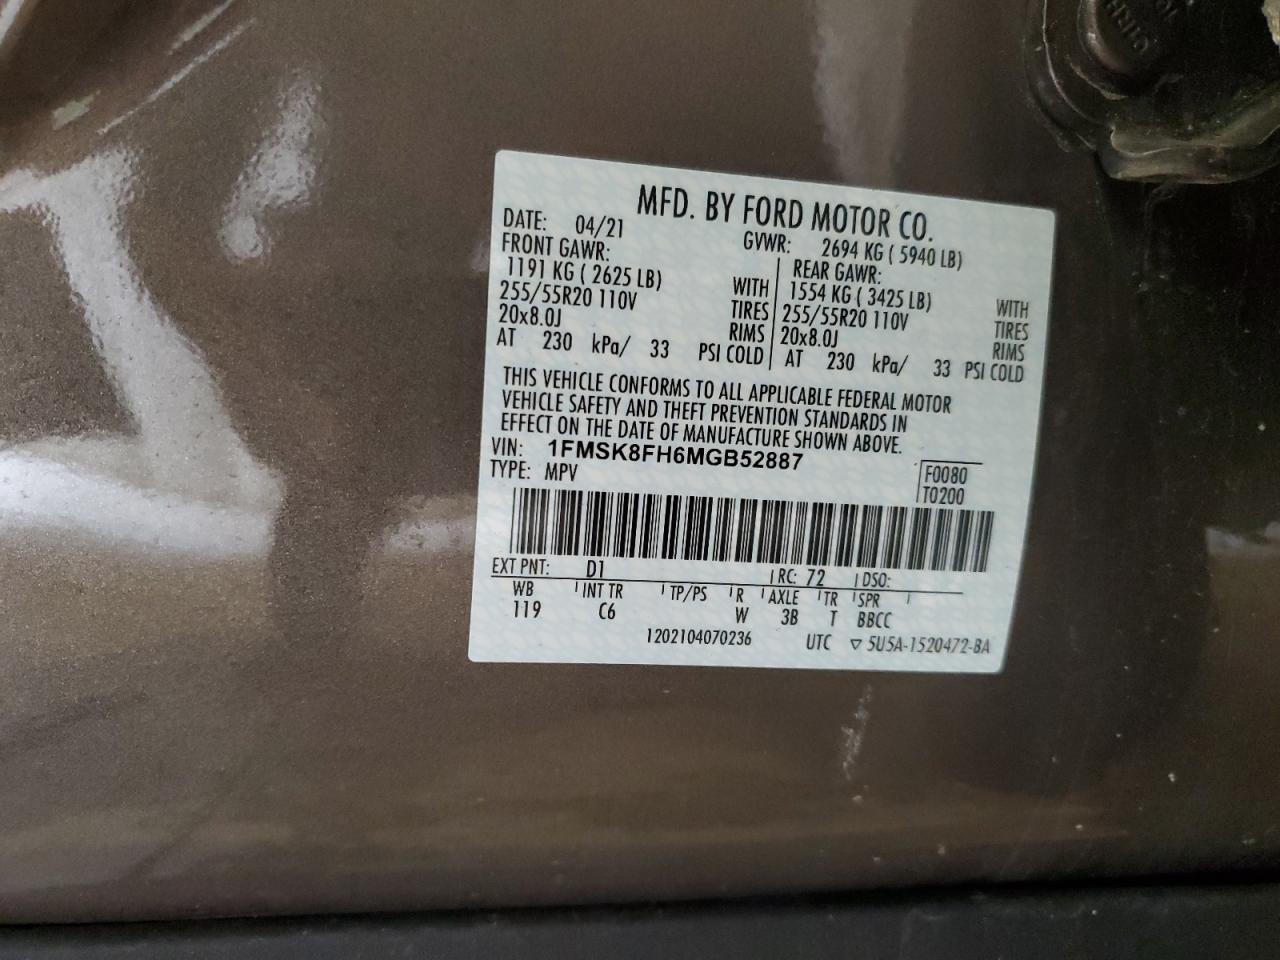 MFD. BY FORD MOTOR CO.
DATE: 04/21 GVWR: 2694 KG ( 5940 LB)
FRONT GAWR: REAR GAWR:
1191 KG ( 2625 LB) WITH 1554 KG ( 3425 LB) WITH
255/55R20 110V TIRES 255/55R20 110V TIRES
20x8.0J RIMS 20x8.0J RIMS
AT 230 kPa/ 33 PSI COLD AT 230 kPa/ 33 PSI COLD
THIS VEHICLE CONFORMS TO ALL APPLICABLE FEDERAL MOTOR
VEHICLE SAFETY AND THEFT PREVENTION STANDARDS IN
EFFECT ON THE DATE OF MANUFACTURE SHOWN ABOVE.
VIN: 1FMSK8FH6MGB52887
TYPE: MPV
F0080
T0200
EXT PNT: D1 RC: 72 DSO:
WB INT TR TP/PS R AXLE TR SPR
119 C6 W 3B T BBCC
1202104070236 UTC ▽ 5U5A-1520472-BA